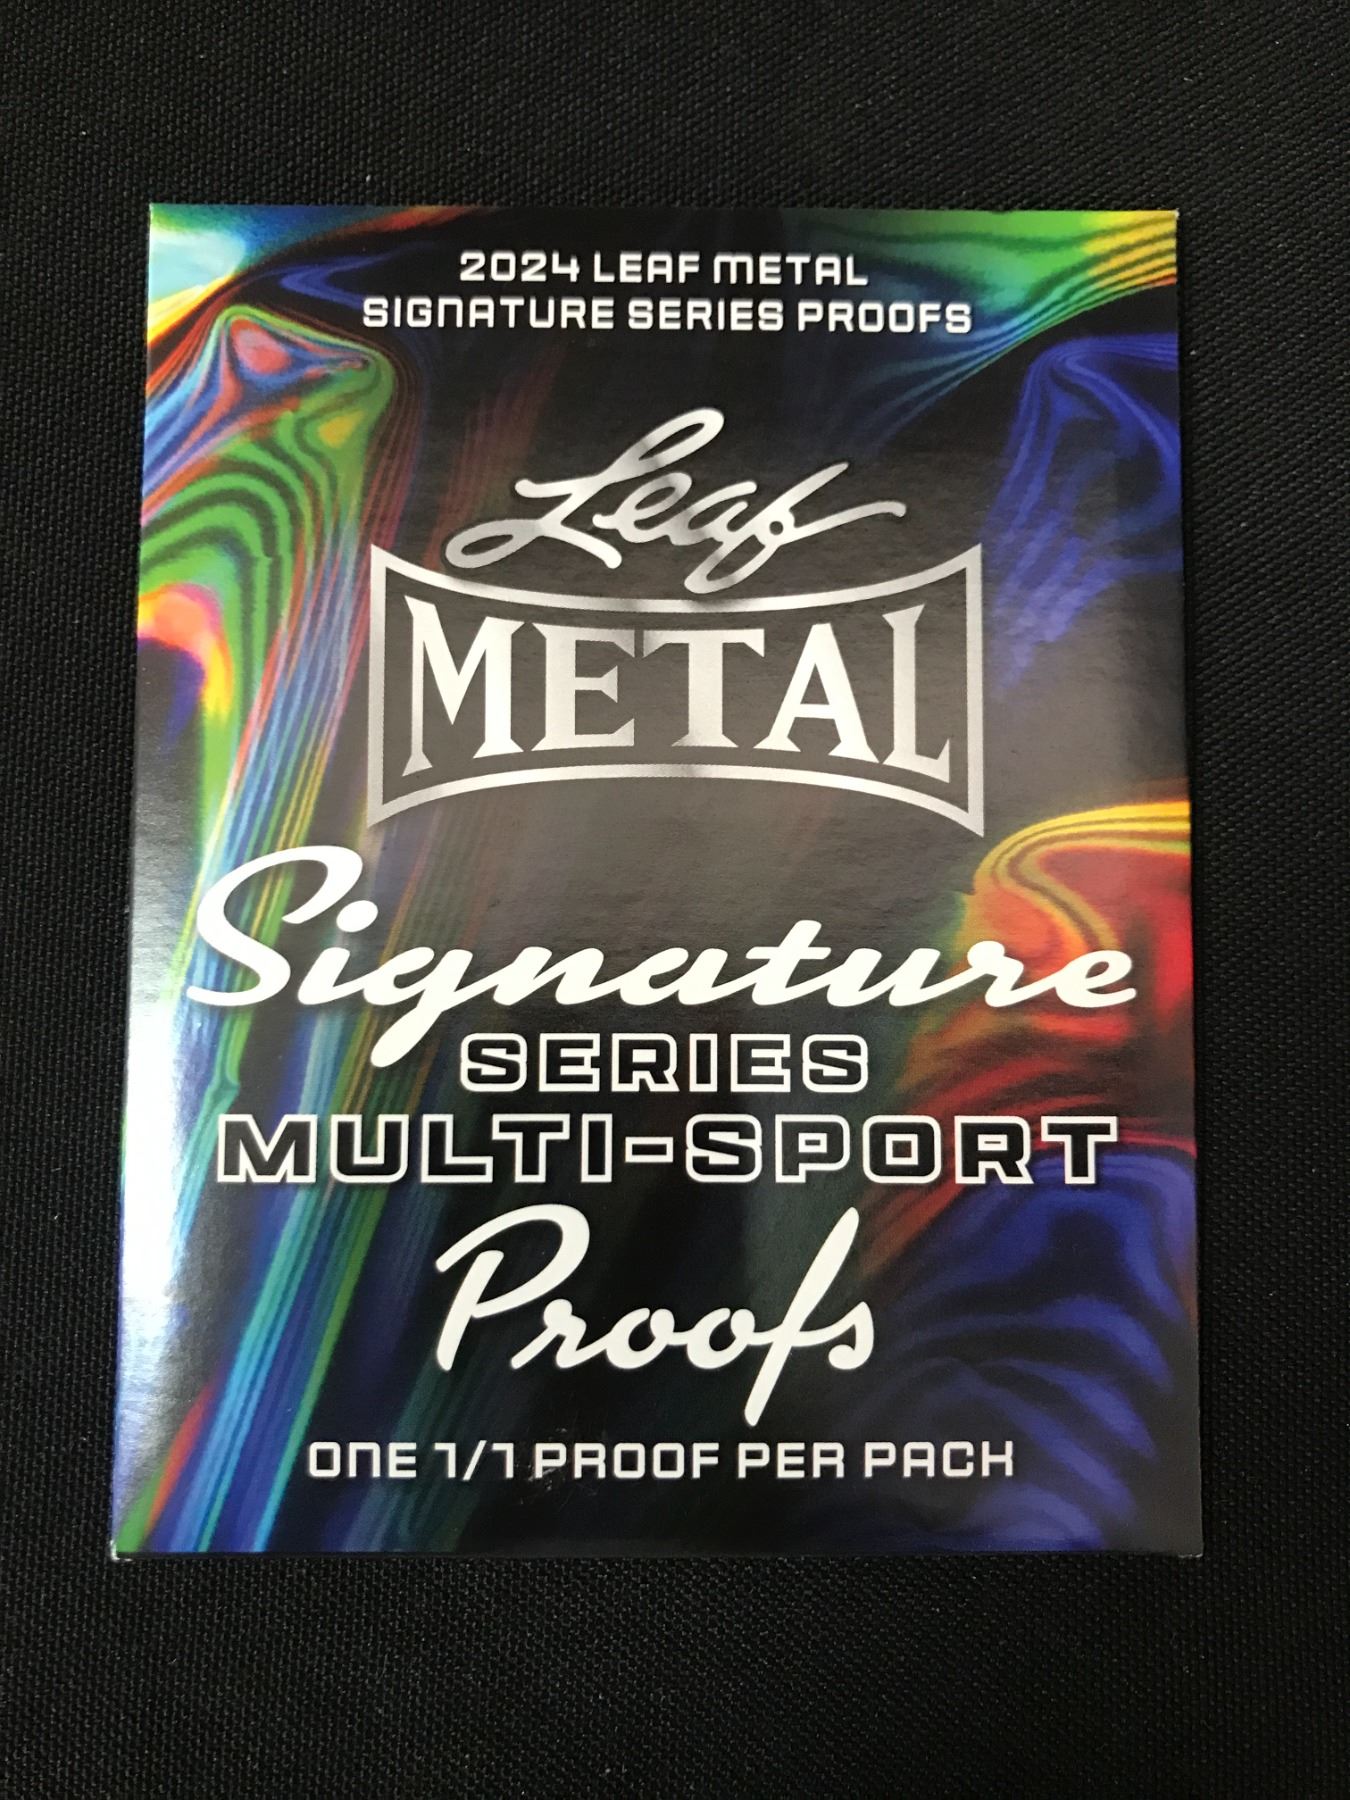 2024 LEAF METAL
SIGNATURE SERIES PROOFS
Leaf
METAL
Signature
SERIES
MULTI-SPORT
Proofs
ONE 1/1 PROOF PER PACK